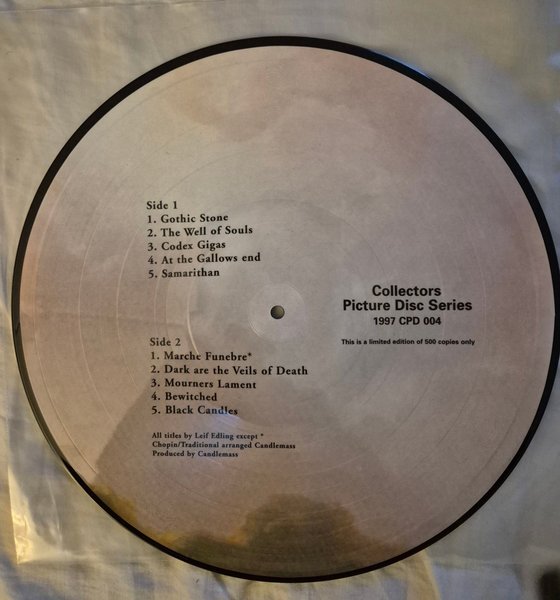 Side 1
1. Gothic Stone
2. The Well of Souls
3. Codex Gigas
4. At the Gallows end
5. Samarithan
Collectors
Picture Disc Series
1997 CPD 004
This is a limited edition of 500 copies only
Side 2
1. Marche Funebre*
2. Dark are the Veils of Death
3. Mourners Lament
4. Bewitched
5. Black Candles
All titles by Leif Edling except *
Chopin/Traditional arranged Candlemass
Produced by Candlemass